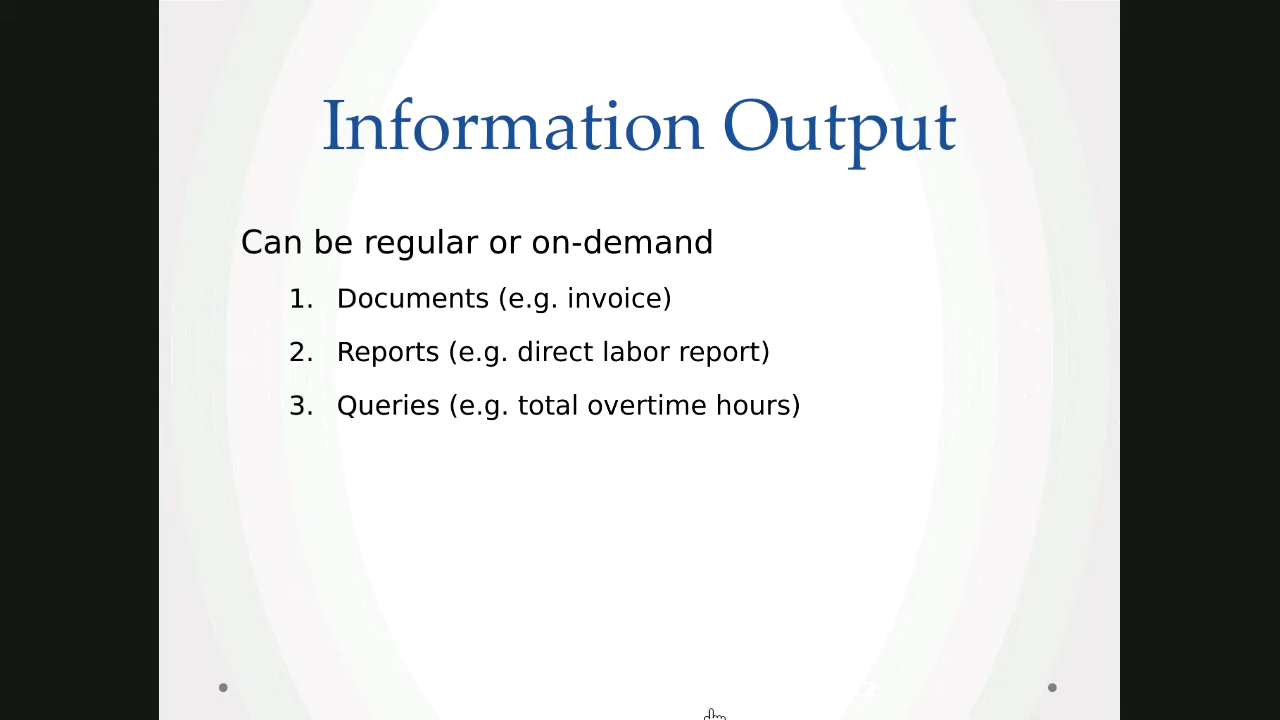 Information Output
Can be regular or on-demand
1. Documents (e.g. invoice)
2. Reports (e.g. direct labor report)
3. Queries (e.g. total overtime hours)